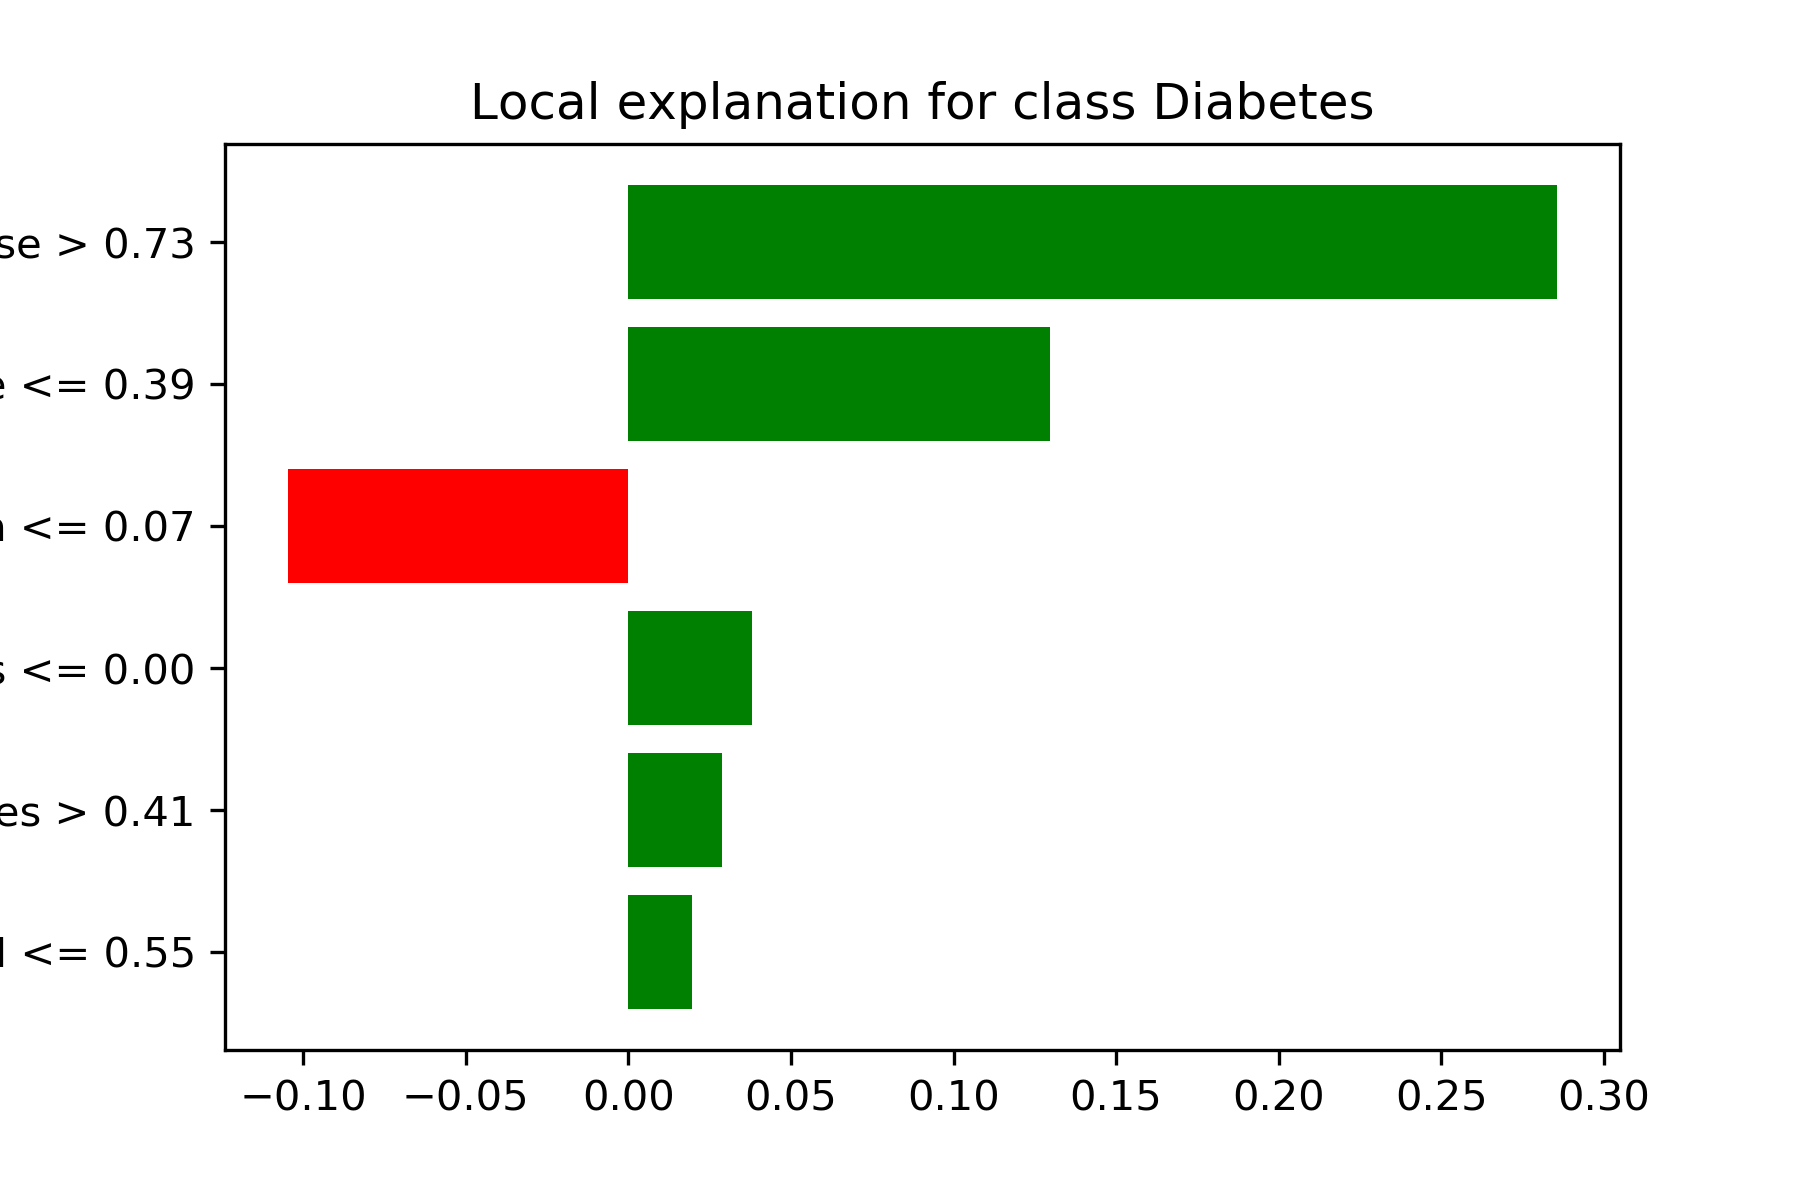 Local explanation for class Diabetes
se > 0.73
e <= 0.39
<= 0.07
s <= 0.00
es > 0.41
<= 0.55
−0.10 −0.05 0.00 0.05 0.10 0.15 0.20 0.25 0.30